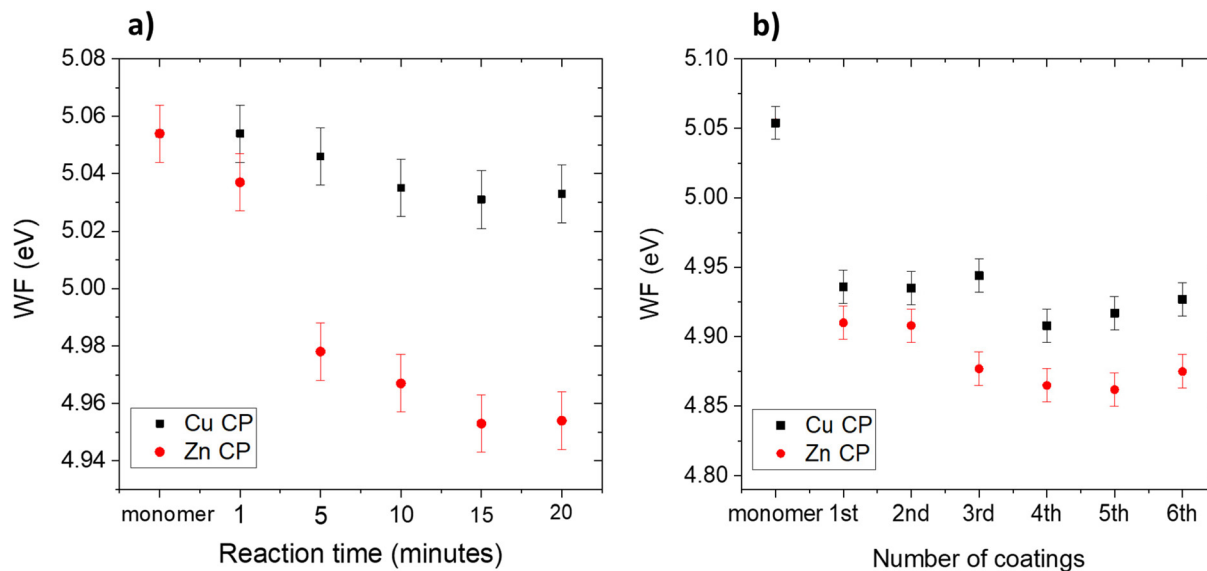 a)
5.08
5.06
5.04
5.02
5.00
4.98
4.96
4.94
WF (eV)
Cu CP
Zn CP
monomer 1 5 10 15 20
Reaction time (minutes)
b)
5.10
5.05
5.00
4.95
4.90
4.85
4.80
WF (eV)
Cu CP
Zn CP
monomer 1st 2nd 3rd 4th 5th 6th
Number of coatings